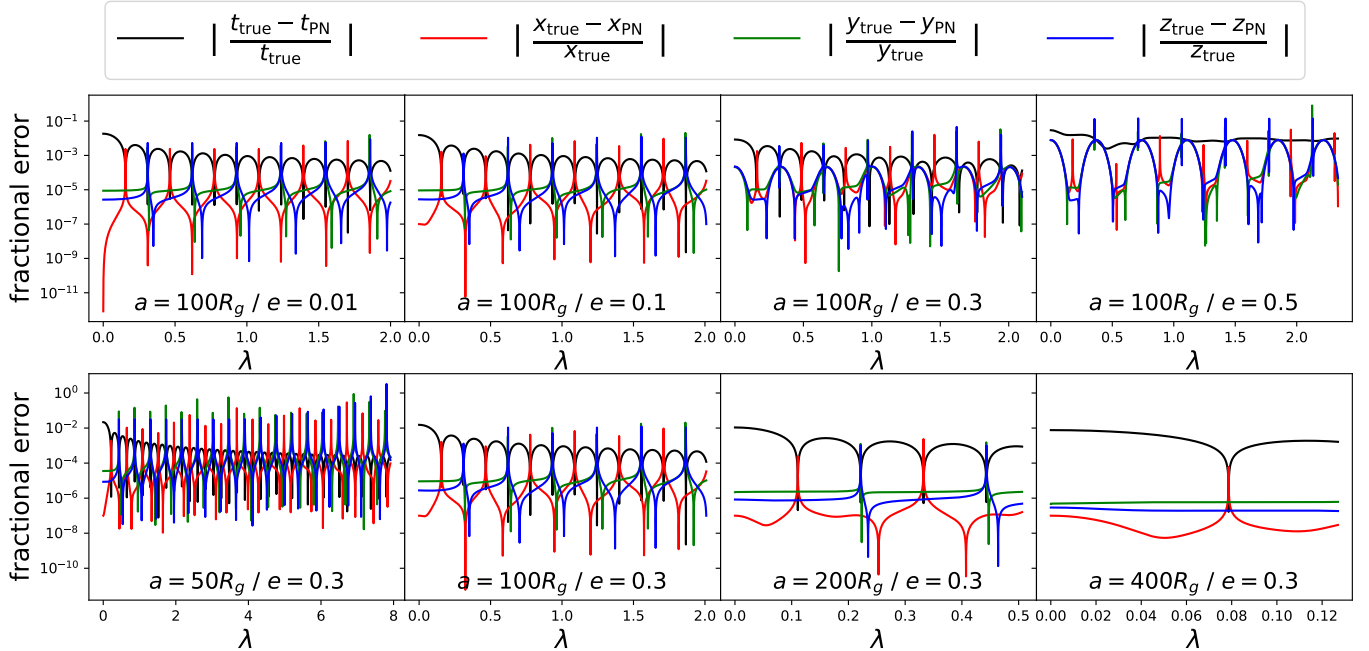 | (t_true − t_PN) / t_true | | (x_true − x_PN) / x_true | | (y_true − y_PN) / y_true | | (z_true − z_PN) / z_true |
fractional error
10⁻¹
10⁻³
10⁻⁵
10⁻⁷
10⁻⁹
10⁻¹¹
a = 100R_g / e = 0.01 a = 100R_g / e = 0.1 a = 100R_g / e = 0.3 a = 100R_g / e = 0.5
0.0 0.5 1.0 1.5 2.0 0.0 0.5 1.0 1.5 2.0 0.0 0.5 1.0 1.5 2.0 0.0 0.5 1.0 1.5 2.0
λ λ λ λ
fractional error
10⁰
10⁻²
10⁻⁴
10⁻⁶
10⁻⁸
10⁻¹⁰
a = 50R_g / e = 0.3 a = 100R_g / e = 0.3 a = 200R_g / e = 0.3 a = 400R_g / e = 0.3
0 2 4 6 8 0.0 0.5 1.0 1.5 2.0 0.0 0.1 0.2 0.3 0.4 0.5 0.00 0.02 0.04 0.06 0.08 0.10 0.12
λ λ λ λ